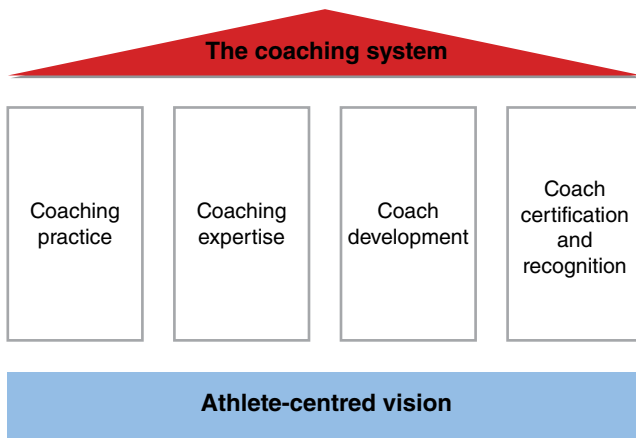 The coaching system
Coaching
practice
Coaching
expertise
Coach
development
Coach
certification
and
recognition
Athlete-centred vision